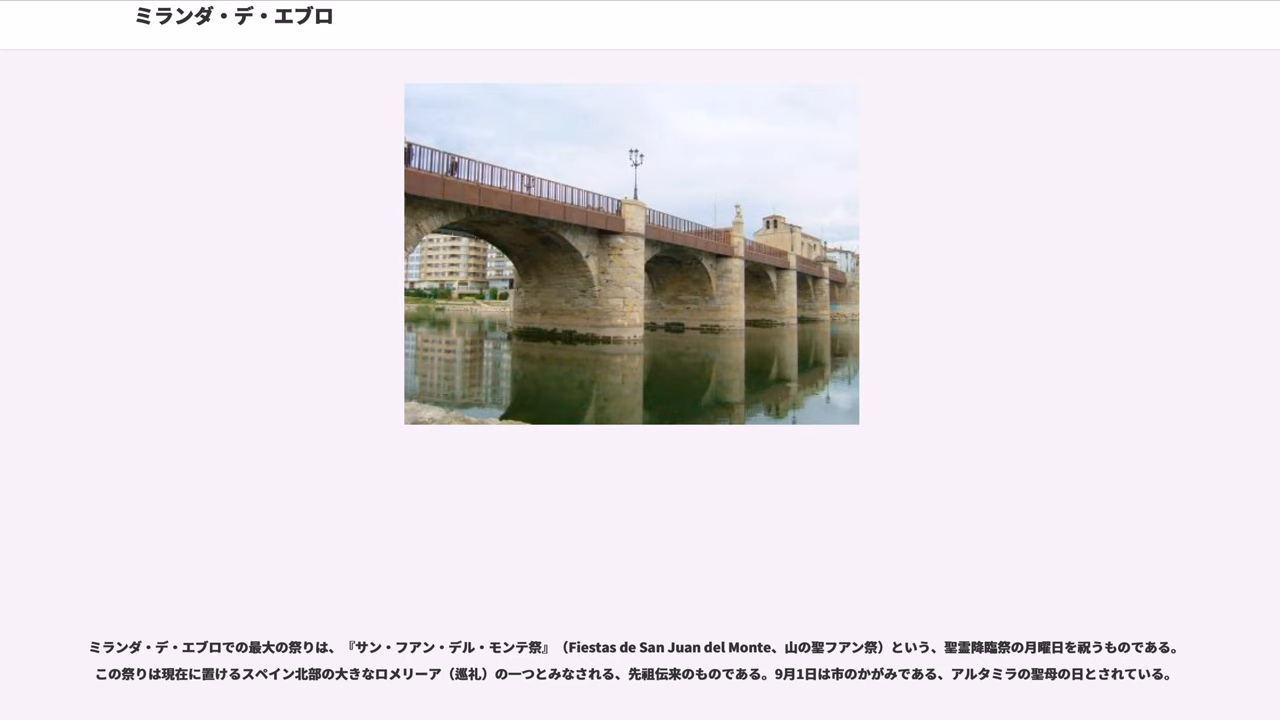 ミランダ・デ・エブロ
ミランダ・デ・エブロでの最大の祭りは、『サン・フアン・デル・モンテ祭』（Fiestas de San Juan del Monte、山の聖フアン祭）という、聖霊降臨祭の月曜日を祝うものである。
この祭りは現在に置けるスペイン北部の大きなロメリーア（巡礼）の一つとみなされる、先祖伝来のものである。9月1日は市のかがみである、アルタミラの聖母の日とされている。